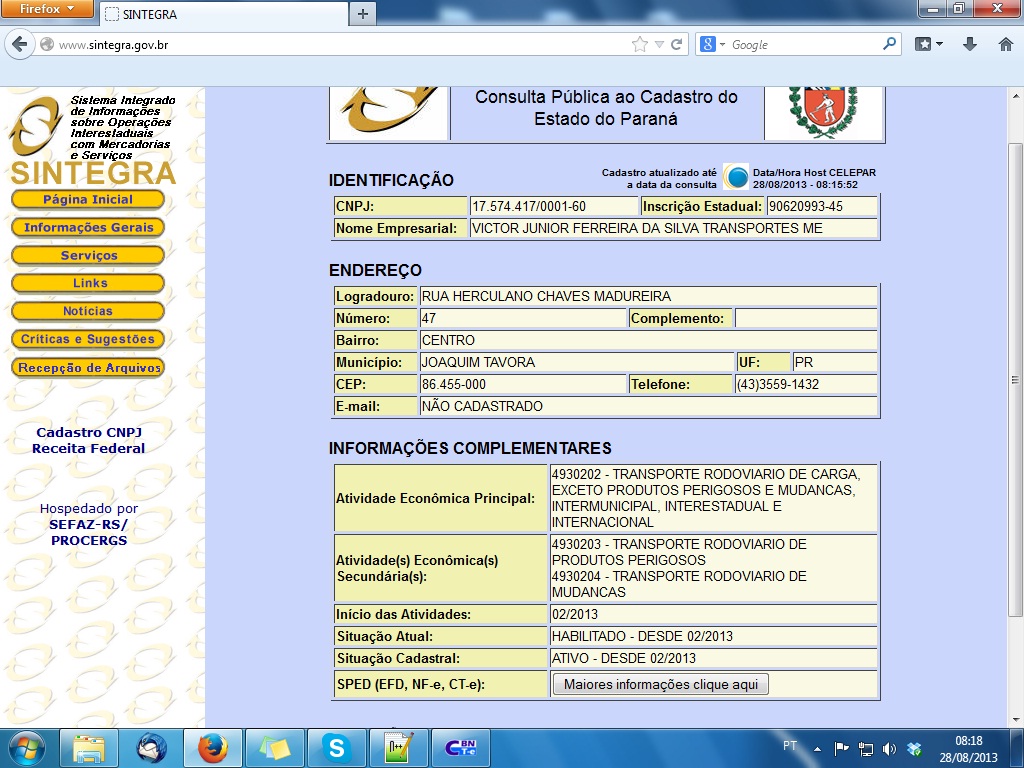 Firefox
SINTEGRA
www.sintegra.gov.br
Google
Sistema Integrado
de Informações
sobre Operações
Interestaduais
com Mercadorias
e Serviços
SINTEGRA
Página Inicial
Informações Gerais
Serviços
Links
Notícias
Críticas e Sugestões
Recepção de Arquivos
Cadastro CNPJ
Receita Federal
Hospedado por
SEFAZ-RS/
PROCERGS
Consulta Pública ao Cadastro do
Estado do Paraná
IDENTIFICAÇÃO
Cadastro atualizado até
a data da consulta
Data/Hora Host CELEPAR
28/08/2013 - 08:15:52
CNPJ: 17.574.417/0001-60 Inscrição Estadual: 90620993-45
Nome Empresarial: VICTOR JUNIOR FERREIRA DA SILVA TRANSPORTES ME
ENDEREÇO
Logradouro: RUA HERCULANO CHAVES MADUREIRA
Número: 47 Complemento:
Bairro: CENTRO
Município: JOAQUIM TAVORA UF: PR
CEP: 86.455-000 Telefone: (43)3559-1432
E-mail: NÃO CADASTRADO
INFORMAÇÕES COMPLEMENTARES
Atividade Econômica Principal:
4930202 - TRANSPORTE RODOVIARIO DE CARGA,
EXCETO PRODUTOS PERIGOSOS E MUDANCAS,
INTERMUNICIPAL, INTERESTADUAL E
INTERNACIONAL
Atividade(s) Econômica(s)
Secundária(s):
4930203 - TRANSPORTE RODOVIARIO DE
PRODUTOS PERIGOSOS
4930204 - TRANSPORTE RODOVIARIO DE
MUDANCAS
Início das Atividades: 02/2013
Situação Atual: HABILITADO - DESDE 02/2013
Situação Cadastral: ATIVO - DESDE 02/2013
SPED (EFD, NF-e, CT-e): Maiores informações clique aqui
PT
08:18
28/08/2013